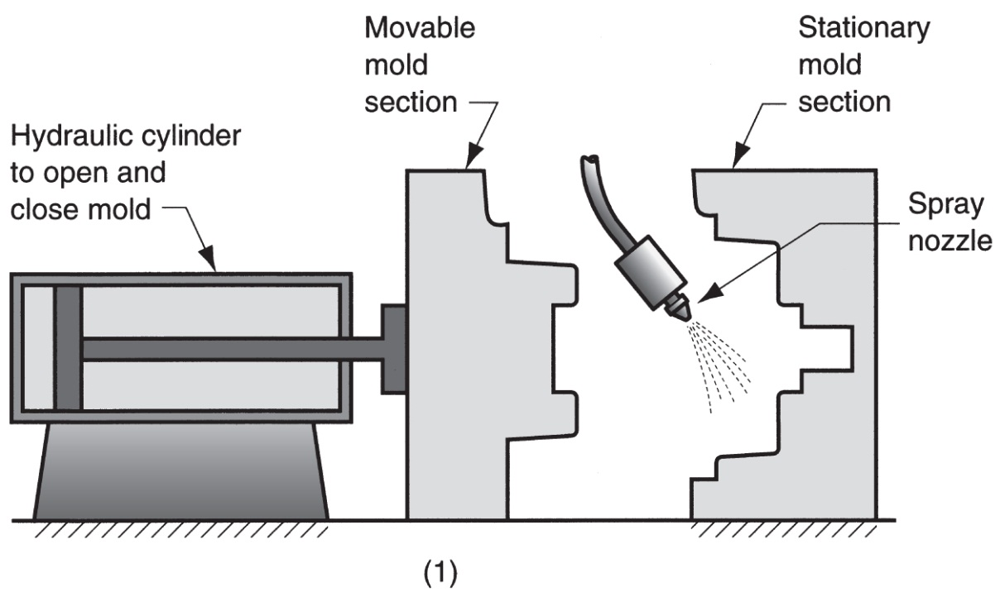 Movable
mold
section
Stationary
mold
section
Hydraulic cylinder
to open and
close mold
Spray
nozzle
(1)